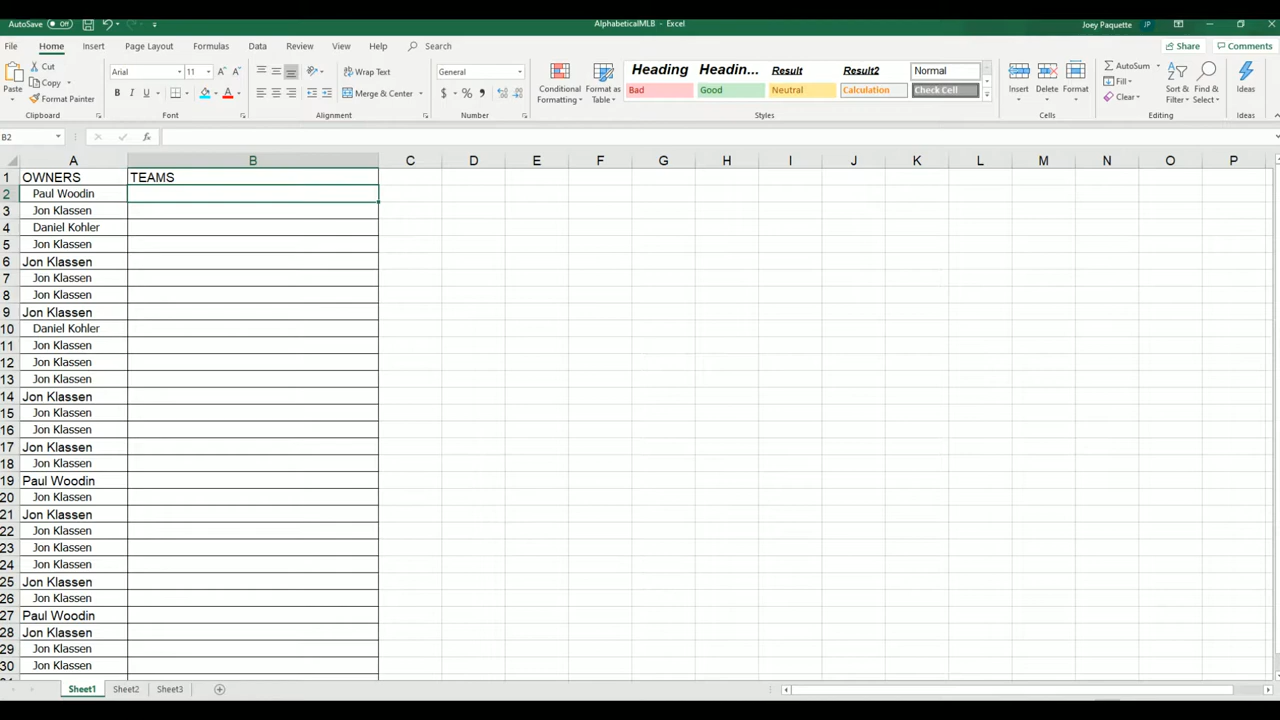 AutoSave Off AlphabeticalMLB - Excel Joey Paquette JP
File Home Insert Page Layout Formulas Data Review View Help Search Share Comments
Paste Cut Copy Format Painter Clipboard
Arial 11 A A B I U A Font
Wrap Text Merge & Center Alignment
General $ % 9 Number
Conditional Formatting Format as Table
Heading Headin... Result Result2 Normal
Bad Good Neutral Calculation Check Cell
Styles
Insert Delete Format Cells
AutoSum Fill Clear Sort & Filter Find & Select Editing
Ideas Ideas
B2 fx
A B C D E F G H I J K L M N O P
1 OWNERS TEAMS
2 Paul Woodin
3 Jon Klassen
4 Daniel Kohler
5 Jon Klassen
6 Jon Klassen
7 Jon Klassen
8 Jon Klassen
9 Jon Klassen
10 Daniel Kohler
11 Jon Klassen
12 Jon Klassen
13 Jon Klassen
14 Jon Klassen
15 Jon Klassen
16 Jon Klassen
17 Jon Klassen
18 Jon Klassen
19 Paul Woodin
20 Jon Klassen
21 Jon Klassen
22 Jon Klassen
23 Jon Klassen
24 Jon Klassen
25 Jon Klassen
26 Jon Klassen
27 Paul Woodin
28 Jon Klassen
29 Jon Klassen
30 Jon Klassen
Sheet1 Sheet2 Sheet3